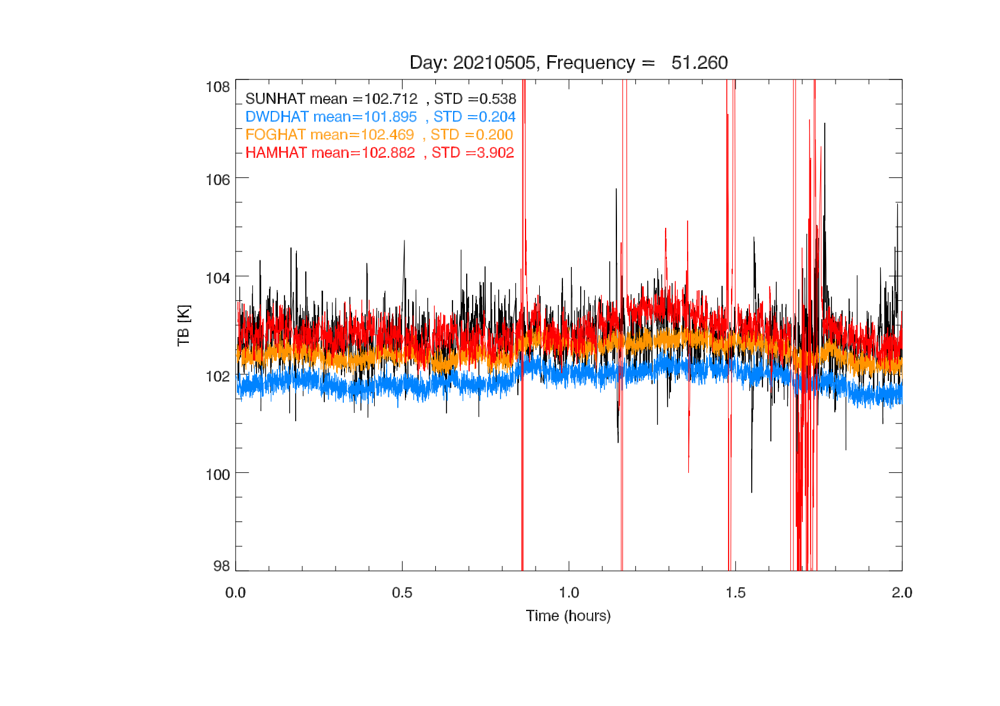 Day: 20210505, Frequency = 51.260
108
SUNHAT mean =102.712 , STD =0.538
DWDHAT mean=101.895 , STD =0.204
FOGHAT mean=102.469 , STD =0.200
HAMHAT mean=102.882 , STD =3.902
106
104
TB [K]
102
100
98
0.0 0.5 1.0 1.5 2.0
Time (hours)